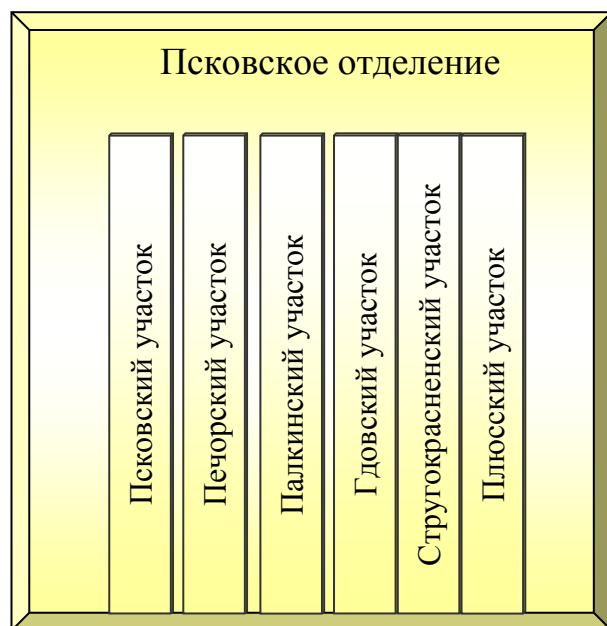 Псковское отделение
Псковский участок
Печорский участок
Палкинский участок
Гдовский участок
Стругокрасненский участок
Плюсский участок